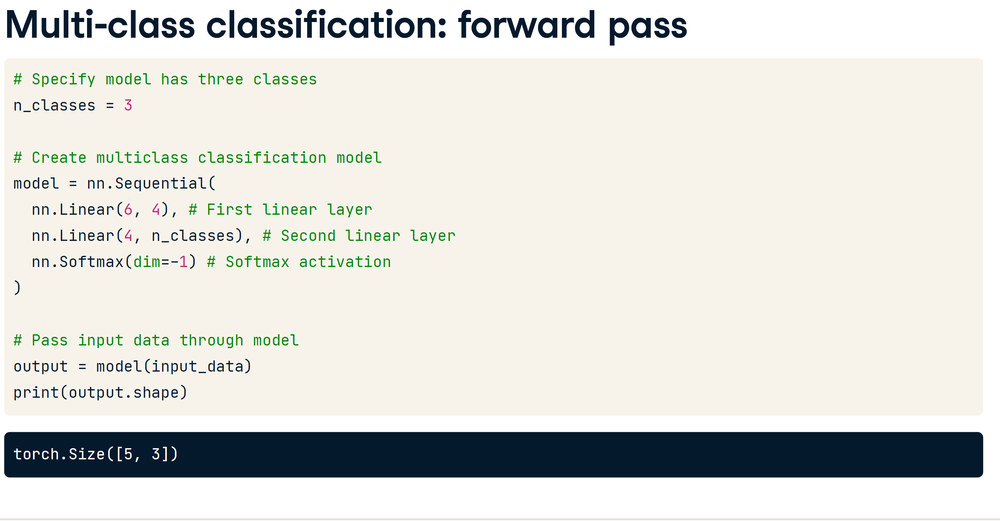 Multi-class classification: forward pass
# Specify model has three classes
n_classes = 3
# Create multiclass classification model
model = nn.Sequential(
  nn.Linear(6, 4), # First linear layer
  nn.Linear(4, n_classes), # Second linear layer
  nn.Softmax(dim=-1) # Softmax activation
)
# Pass input data through model
output = model(input_data)
print(output.shape)
torch.Size([5, 3])